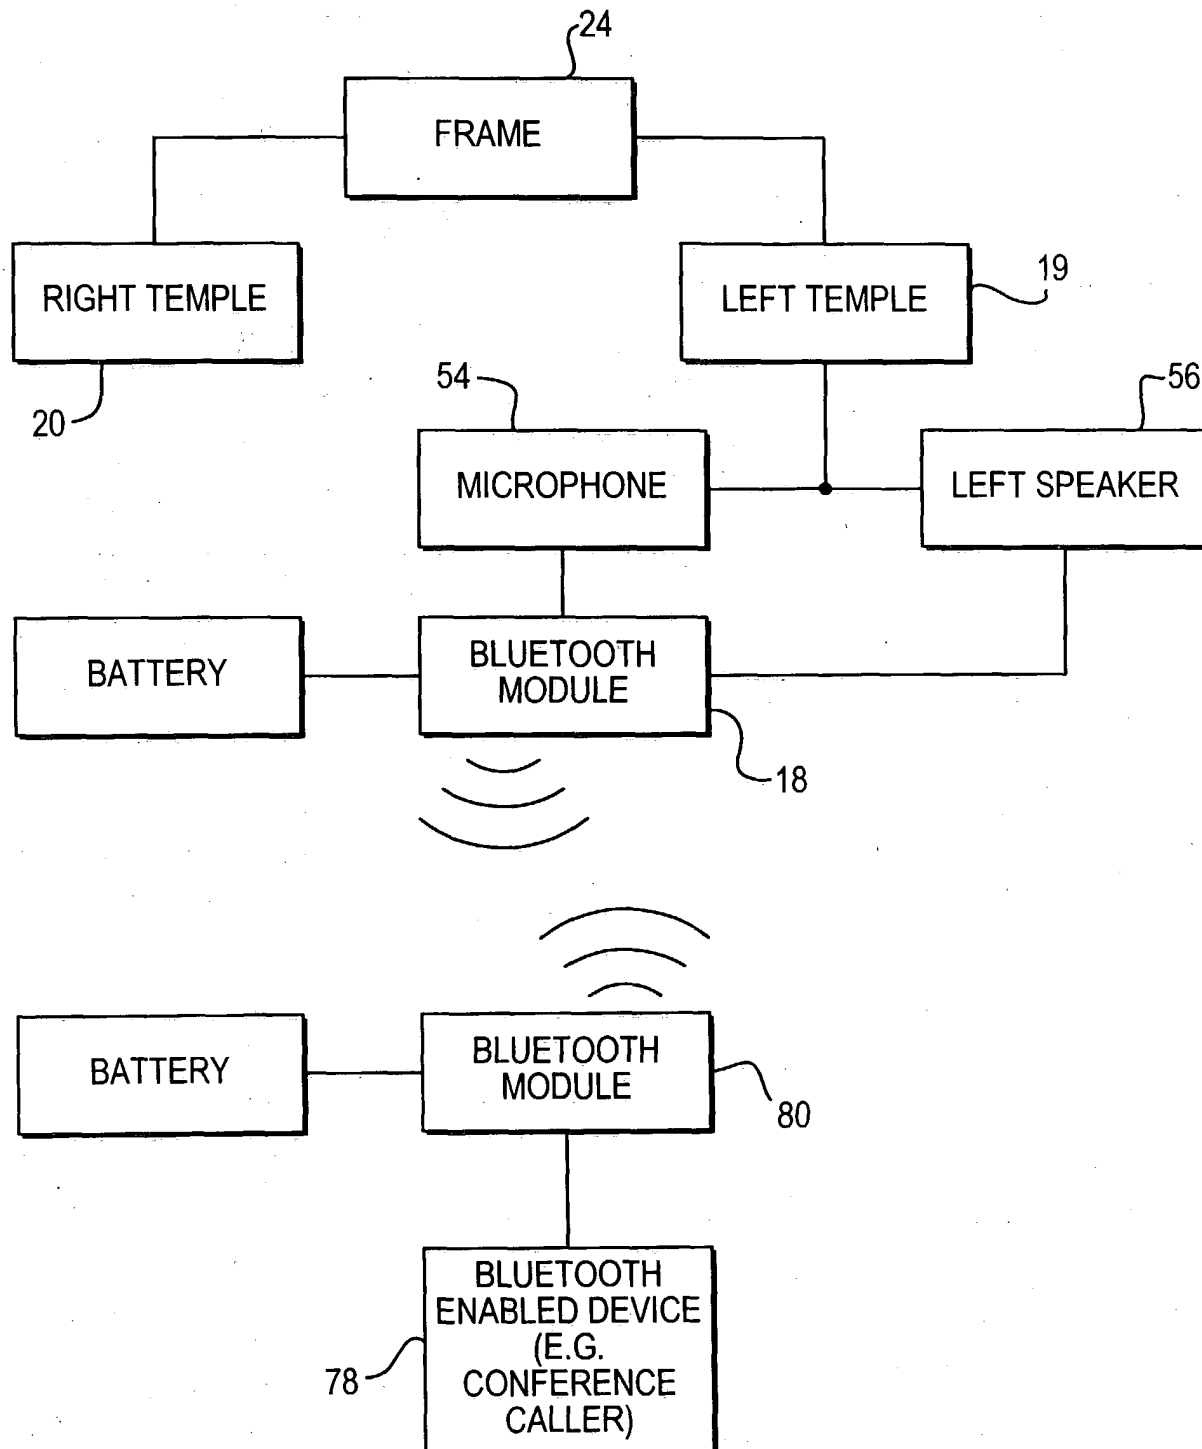 24
FRAME
RIGHT TEMPLE
LEFT TEMPLE
19
20
54
56
MICROPHONE
LEFT SPEAKER
BATTERY
BLUETOOTH
MODULE
18
BATTERY
BLUETOOTH
MODULE
80
BLUETOOTH
ENABLED DEVICE
(E.G.
CONFERENCE
CALLER)
78